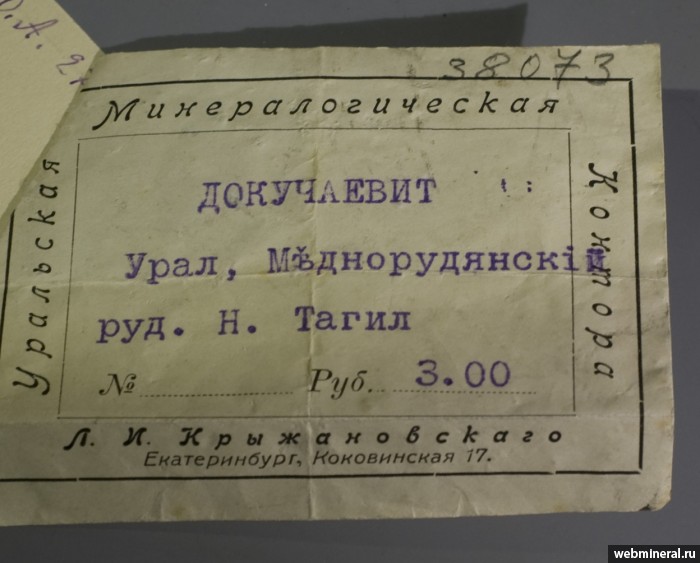 О.А. 2
38073
Минералогическая
Уральская
Контора
ДОКУЧАЕВИТ
Урал, Мѣднорудянскій
руд. Н. Тагил
№ Руб. 3.00
Л. И. Крыжановскаго
Екатеринбург, Коковинская 17.
webmineral.ru